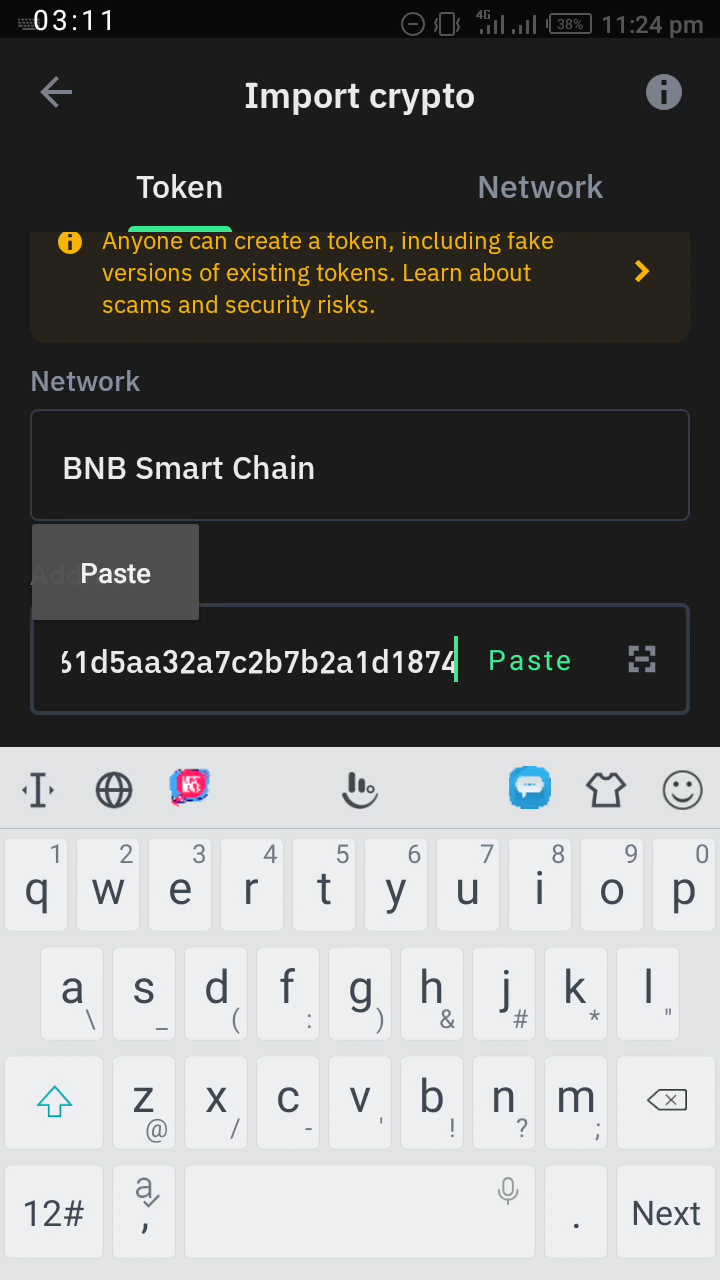 03:11
4G
38%
11:24 pm
Import crypto
Token
Network
Anyone can create a token, including fake
versions of existing tokens. Learn about
scams and security risks.
Network
BNB Smart Chain
Paste
61d5aa32a7c2b7b2a1d1874
Paste
1 2 3 4 5 6 7 8 9 0
q w e r t y u i o p
a s d f g h j k l
\ _ ( : ) & # * "
z x c v b n m
@ / - ' ! ? ;
12#
a
,
.
Next